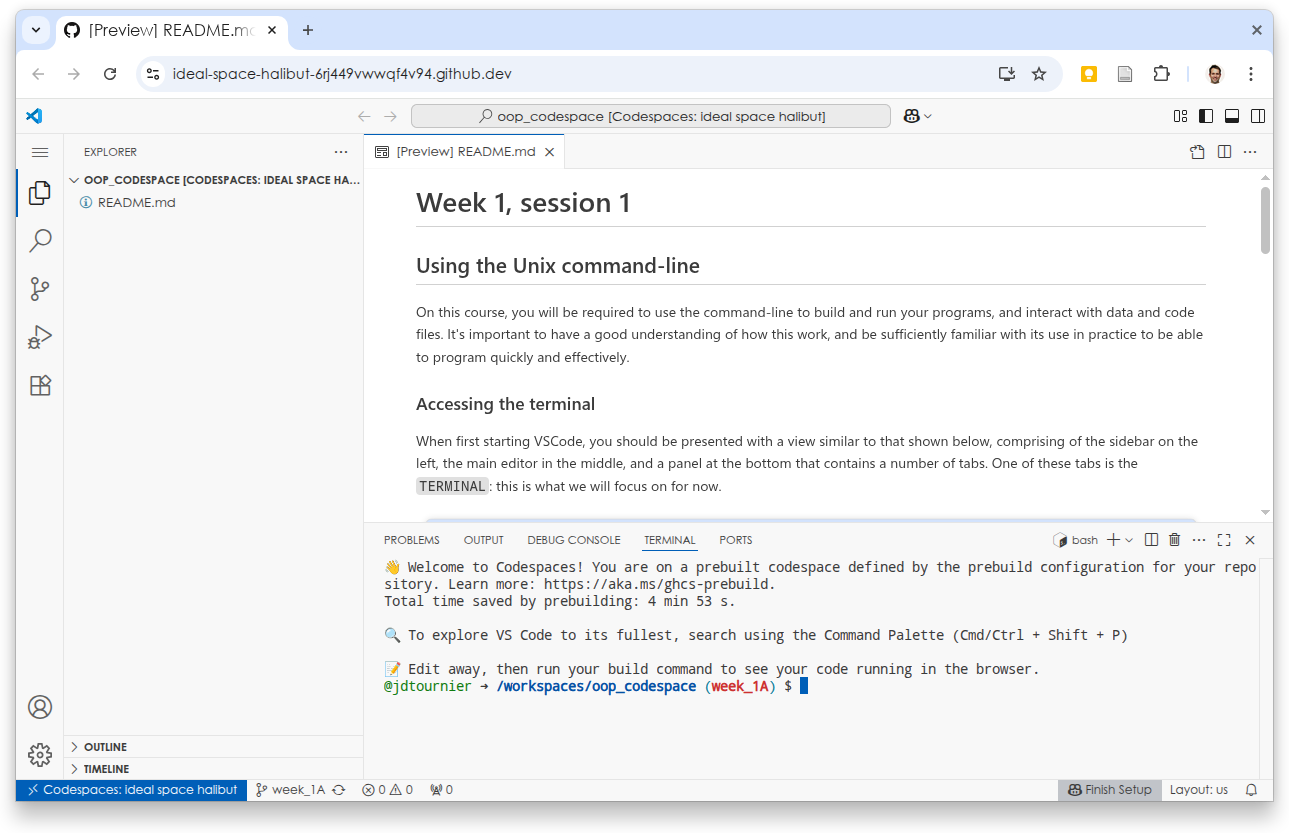 [Preview] README.md
ideal-space-halibut-6rj449vwwqf4v94.github.dev
oop_codespace [Codespaces: ideal space halibut]
EXPLORER
OOP_CODESPACE [CODESPACES: IDEAL SPACE HA...
README.md
OUTLINE
TIMELINE
[Preview] README.md
Week 1, session 1
Using the Unix command-line
On this course, you will be required to use the command-line to build and run your programs, and interact with data and code
files. It's important to have a good understanding of how this work, and be sufficiently familiar with its use in practice to be able
to program quickly and effectively.
Accessing the terminal
When first starting VSCode, you should be presented with a view similar to that shown below, comprising of the sidebar on the
left, the main editor in the middle, and a panel at the bottom that contains a number of tabs. One of these tabs is the
TERMINAL: this is what we will focus on for now.
PROBLEMS OUTPUT DEBUG CONSOLE TERMINAL PORTS bash
👋 Welcome to Codespaces! You are on a prebuilt codespace defined by the prebuild configuration for your repo
sitory. Learn more: https://aka.ms/ghcs-prebuild.
Total time saved by prebuilding: 4 min 53 s.
🔍 To explore VS Code to its fullest, search using the Command Palette (Cmd/Ctrl + Shift + P)
📝 Edit away, then run your build command to see your code running in the browser.
@jdtournier ➜ /workspaces/oop_codespace (week_1A) $
Codespaces: ideal space halibut week_1A 0 0 0 Finish Setup Layout: us